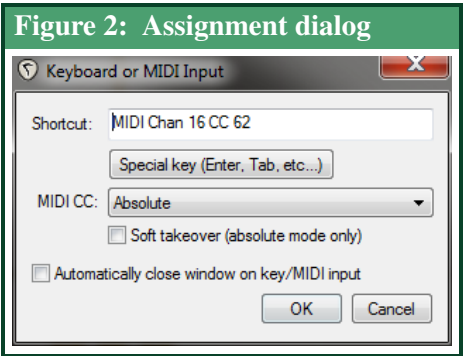 Figure 2: Assignment dialog
Keyboard or MIDI Input
Shortcut: MIDI Chan 16 CC 62
Special key (Enter, Tab, etc...)
MIDI CC: Absolute
Soft takeover (absolute mode only)
Automatically close window on key/MIDI input
OK Cancel